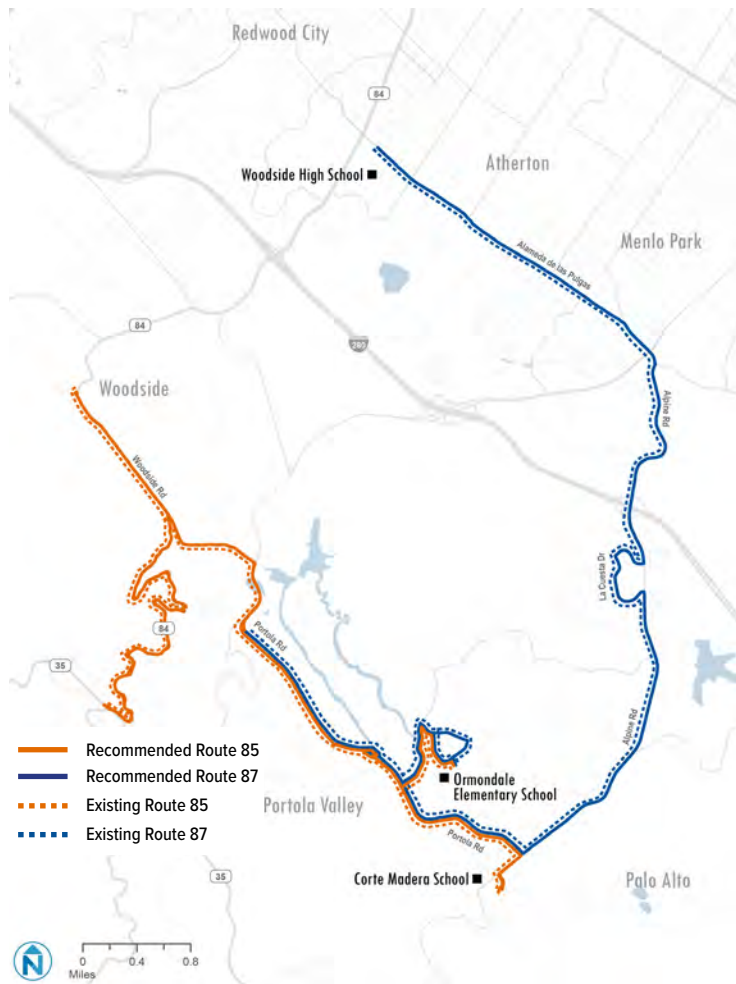 Redwood City
84
Woodside High School
Atherton
Menlo Park
Alameda de las Pulgas
84
280
Woodside
Alpine Rd
Woodside Rd
La Cuesta Dr
84
Portola Rd
35
Alpine Rd
Recommended Route 85
Recommended Route 87
Existing Route 85
Existing Route 87
Ormondale
Elementary School
Portola Valley
Portola Rd
35
Corte Madera School
Palo Alto
N
0 0.4 0.8
Miles